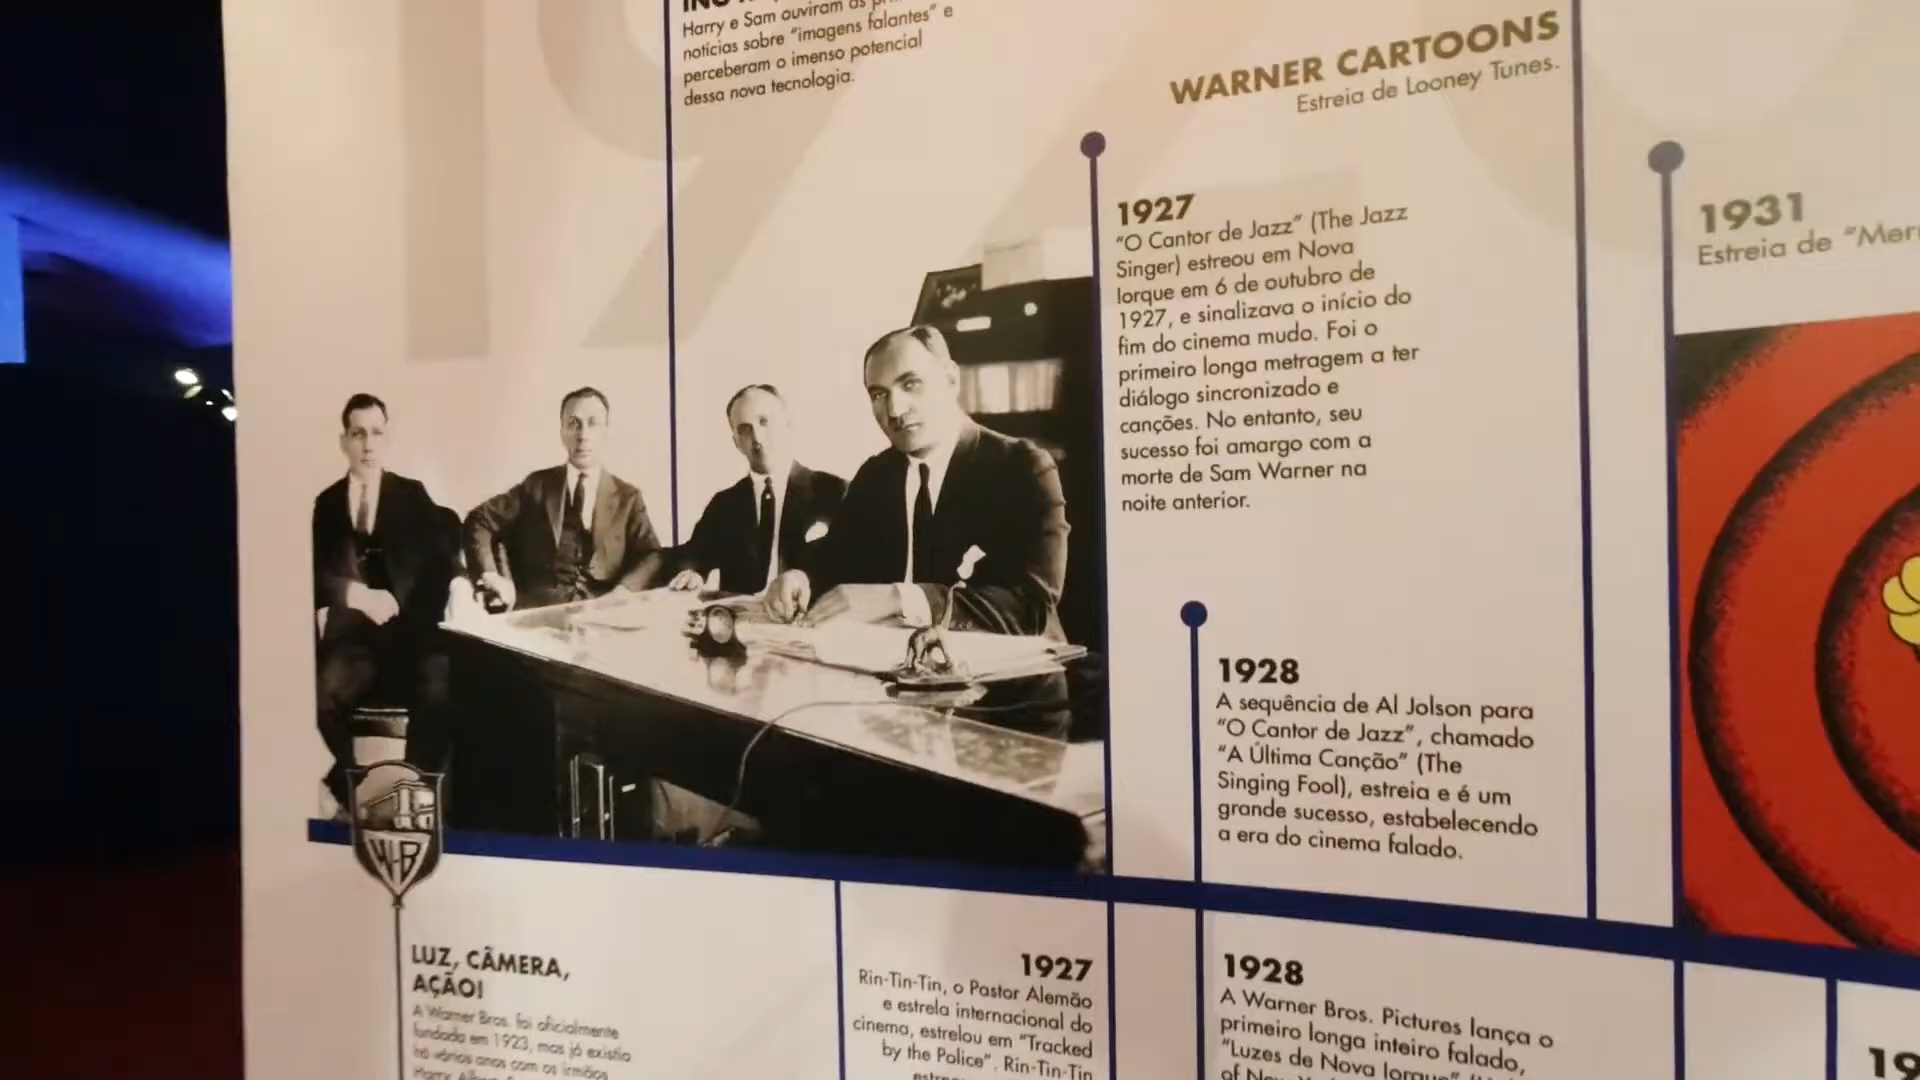 Harry e Sam ouviram as
notícias sobre “imagens falantes” e
perceberam o imenso potencial
dessa nova tecnologia.
WARNER CARTOONS
Estreia de Looney Tunes.
1927
“O Cantor de Jazz” (The Jazz
Singer) estreou em Nova
Iorque em 6 de outubro de
1927, e sinalizava o início do
fim do cinema mudo. Foi o
primeiro longa metragem a ter
diálogo sincronizado e
canções. No entanto, seu
sucesso foi amargo com a
morte de Sam Warner na
noite anterior.
1931
Estreia de “Mer
1928
A sequência de Al Jolson para
“O Cantor de Jazz”, chamado
“A Última Canção” (The
Singing Fool), estreia e é um
grande sucesso, estabelecendo
a era do cinema falado.
W-B
LUZ, CÂMERA,
AÇÃO!
A Warner Bros. foi oficialmente
fundada em 1923, mas já existia
há vários anos com os irmãos
1927
Rin-Tin-Tin, o Pastor Alemão
e estrela internacional do
cinema, estrelou em “Tracked
by the Police”. Rin-Tin-Tin
1928
A Warner Bros. Pictures lança o
primeiro longa inteiro falado,
“Luzes de Nova Iorque”
19